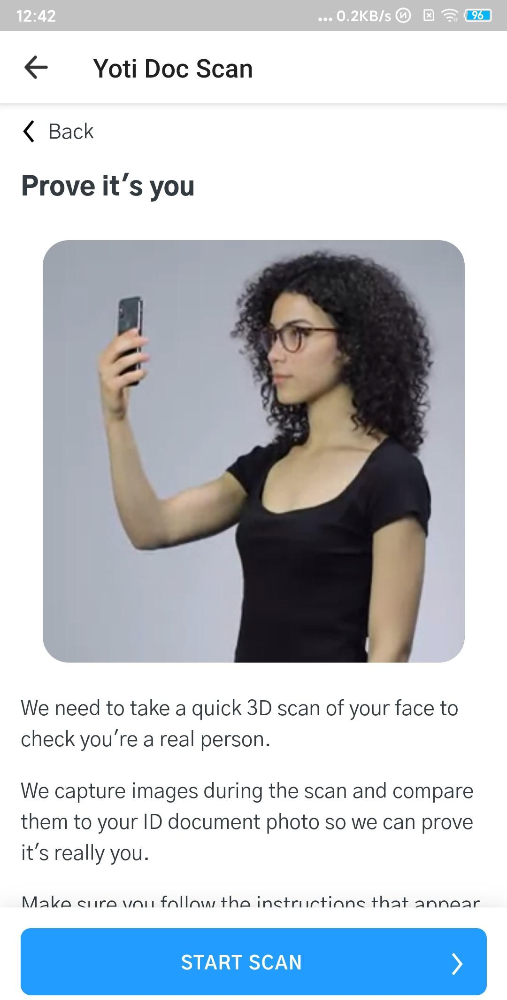 12:42
... 0.2KB/s
96
Yoti Doc Scan
Back
Prove it's you
We need to take a quick 3D scan of your face to
check you're a real person.
We capture images during the scan and compare
them to your ID document photo so we can prove
it's really you.
Make sure you follow the instructions that appear
START SCAN